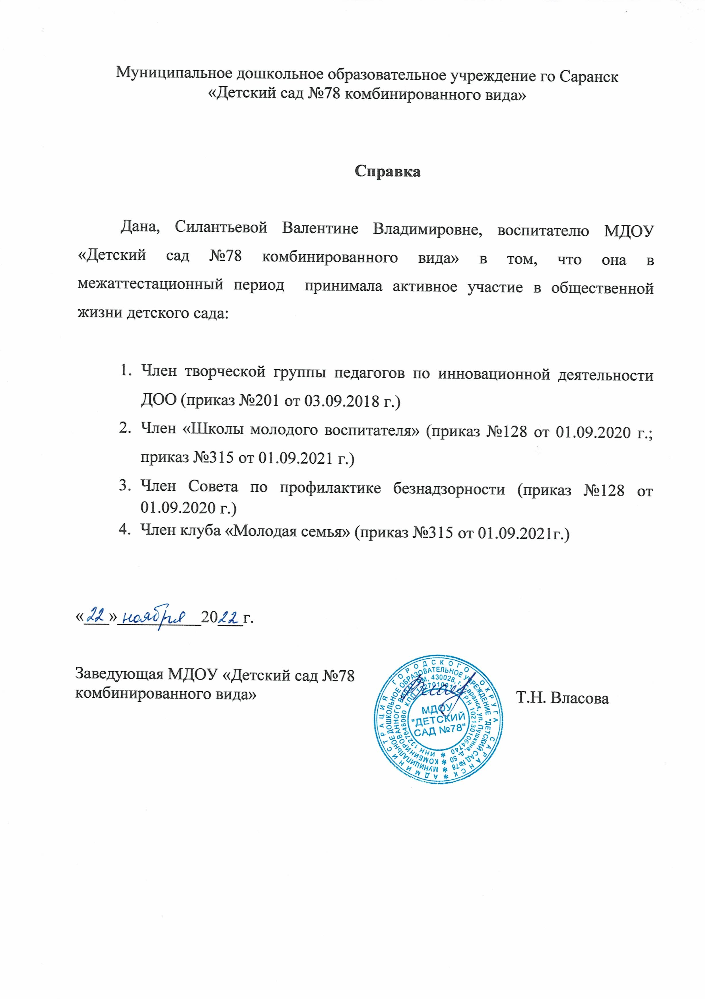 Муниципальное дошкольное образовательное учреждение го Саранск
«Детский сад №78 комбинированного вида»
Справка
Дана, Силантьевой Валентине Владимировне, воспитателю МДОУ
«Детский сад №78 комбинированного вида» в том, что она в
межаттестационный период принимала активное участие в общественной
жизни детского сада:
1. Член творческой группы педагогов по инновационной деятельности
ДОО (приказ №201 от 03.09.2018 г.)
2. Член «Школы молодого воспитателя» (приказ №128 от 01.09.2020 г.;
приказ №315 от 01.09.2021 г.)
3. Член Совета по профилактике безнадзорности (приказ №128 от
01.09.2020 г.)
4. Член клуба «Молодая семья» (приказ №315 от 01.09.2021г.)
«22» ноября 2022 г.
Заведующая МДОУ «Детский сад №78
комбинированного вида»
Т.Н. Власова
АДМИНИСТРАЦИЯ ГОРОДСКОГО ОКРУГА САРАНСК
МУНИЦИПАЛЬНОЕ ДОШКОЛЬНОЕ ОБРАЗОВАТЕЛЬНОЕ УЧРЕЖДЕНИЕ "ДЕТСКИЙ САД №78
КОМБИНИРОВАННОГО ВИДА" 430028, г. Саранск, ул. Пушкина, д. 50
ИНН 1327048080 КПП 132701001 ОГРН 1021301064740
МДОУ
"ДЕТСКИЙ
САД №78"